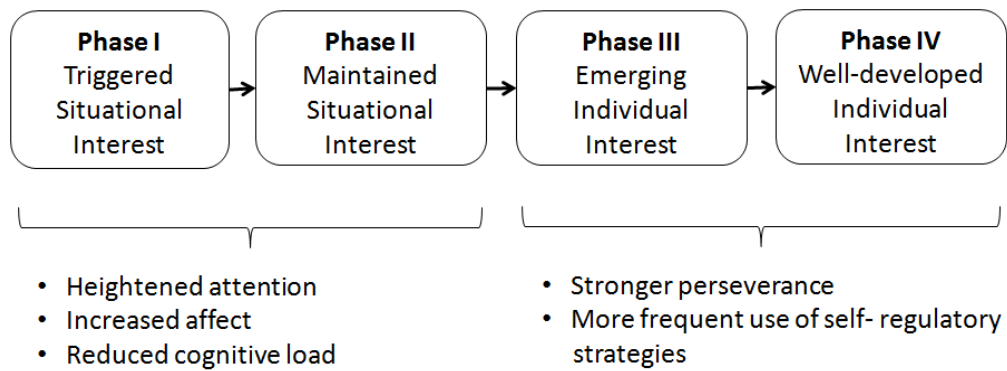 Phase I
Triggered
Situational
Interest
Phase II
Maintained
Situational
Interest
Phase III
Emerging
Individual
Interest
Phase IV
Well-developed
Individual
Interest
• Heightened attention
• Increased affect
• Reduced cognitive load
• Stronger perseverance
• More frequent use of self- regulatory
strategies